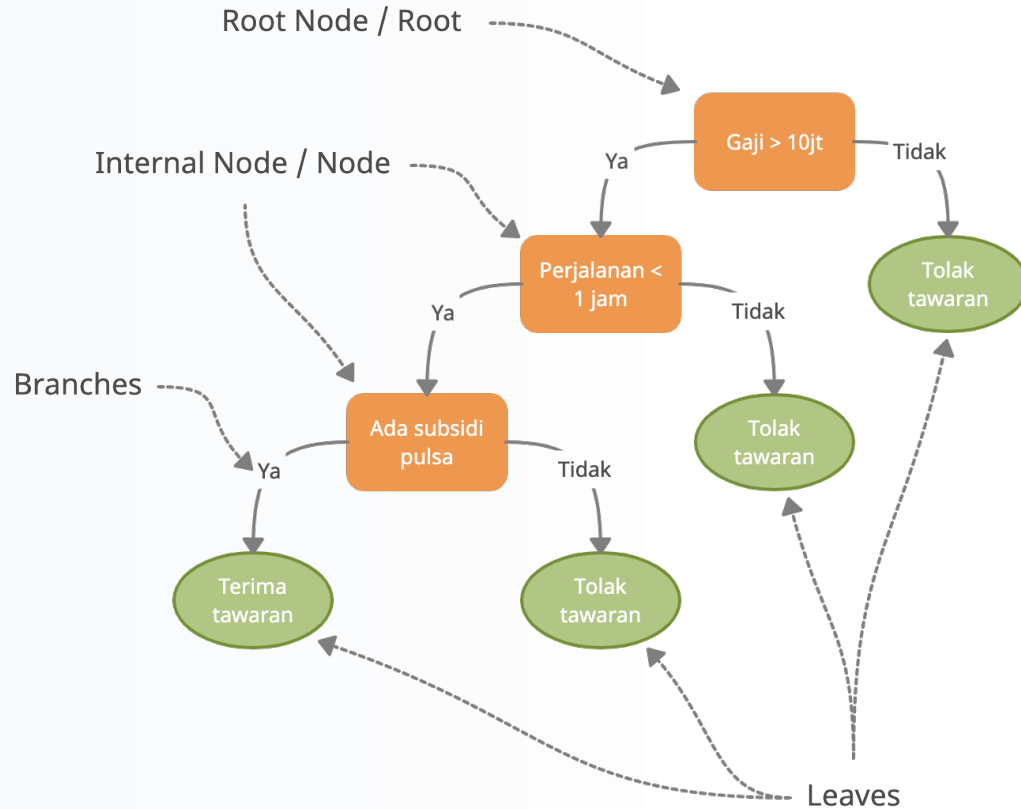 Root Node / Root
Gaji > 10jt
Ya
Tidak
Internal Node / Node
Perjalanan <
1 jam
Tolak
tawaran
Ya
Tidak
Branches
Ada subsidi
pulsa
Tolak
tawaran
Ya
Tidak
Terima
tawaran
Tolak
tawaran
Leaves